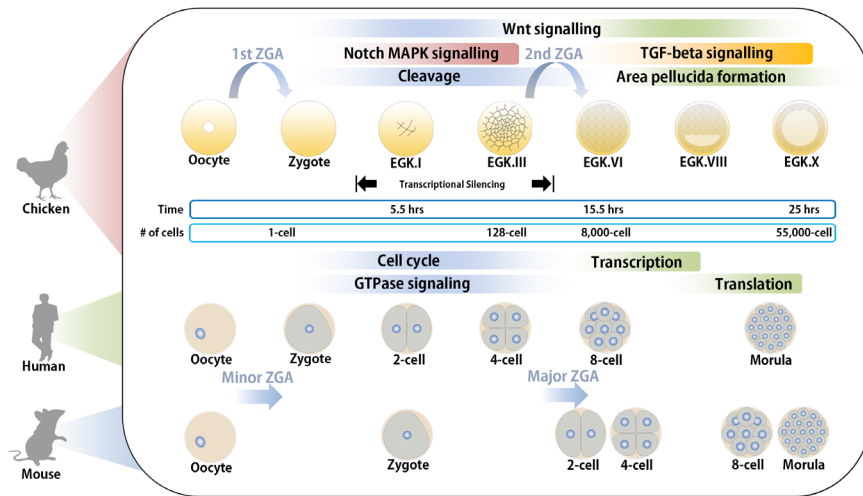 Wnt signalling
1st ZGA
Notch MAPK signalling
2nd ZGA
TGF-beta signalling
Cleavage
Area pellucida formation
Oocyte
Zygote
EGK.I
EGK.III
EGK.VI
EGK.VIII
EGK.X
Chicken
Transcriptional Silencing
Time
5.5 hrs
15.5 hrs
25 hrs
# of cells
1-cell
128-cell
8,000-cell
55,000-cell
Cell cycle
Transcription
GTPase signaling
Translation
Human
Oocyte
Zygote
2-cell
4-cell
8-cell
Morula
Minor ZGA
Major ZGA
Mouse
Oocyte
Zygote
2-cell
4-cell
8-cell
Morula